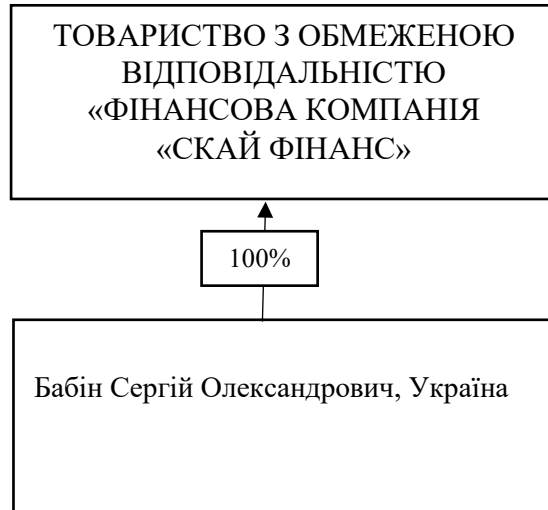 ТОВАРИСТВО З ОБМЕЖЕНОЮ
ВІДПОВІДАЛЬНІСТЮ
«ФІНАНСОВА КОМПАНІЯ
«СКАЙ ФІНАНС»
100%
Бабін Сергій Олександрович, Україна